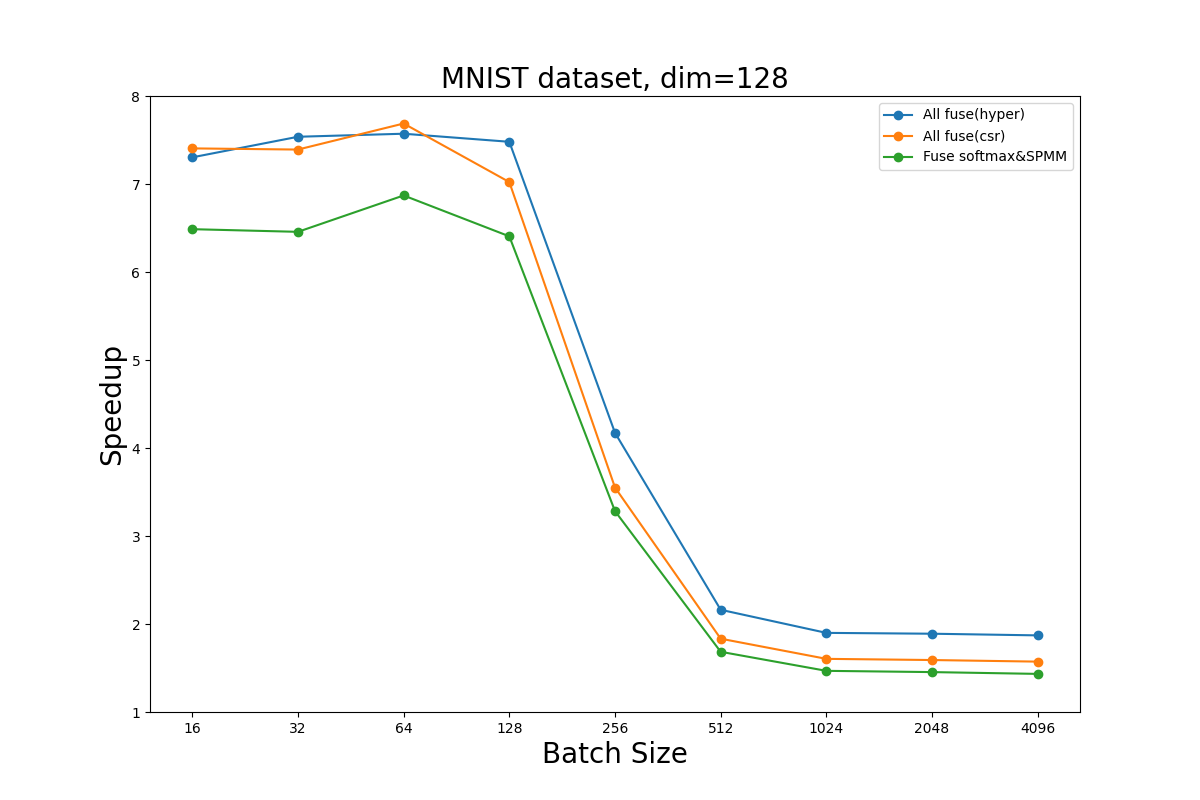 MNIST dataset, dim=128
All fuse(hyper)
All fuse(csr)
Fuse softmax&SPMM
Speedup
8
7
6
5
4
3
2
1
16 32 64 128 256 512 1024 2048 4096
Batch Size